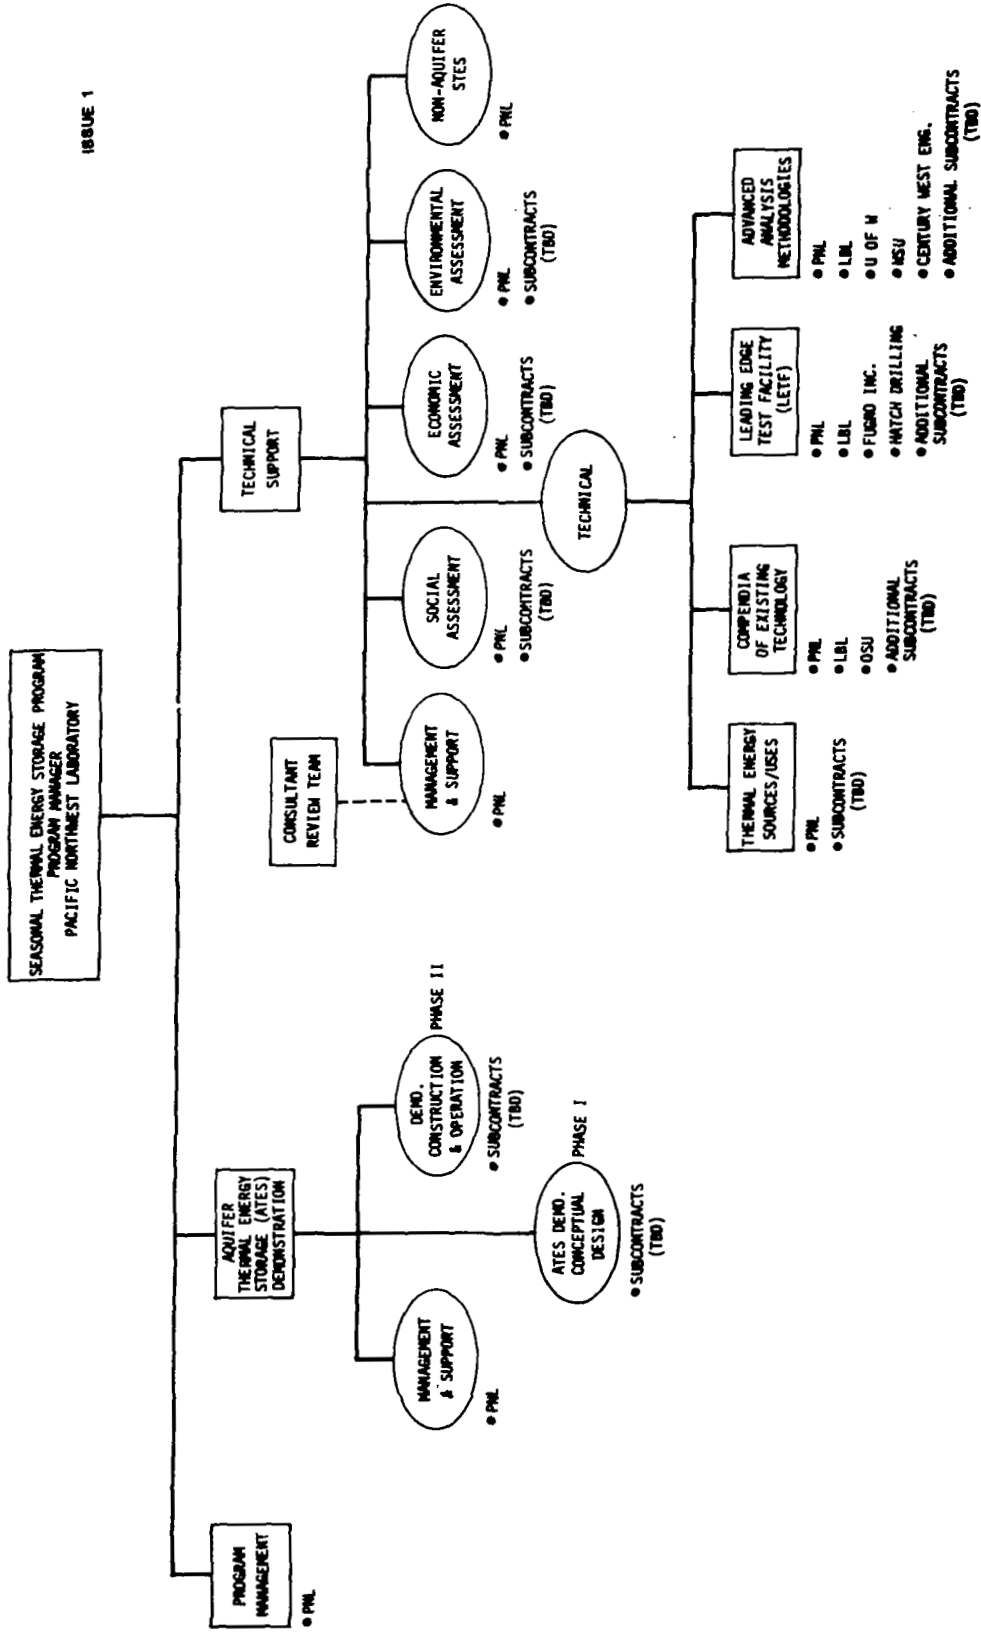 ISSUE 1
SEASONAL THERMAL ENERGY STORAGE PROGRAM
PROGRAM MANAGER
PACIFIC NORTHWEST LABORATORY
PROGRAM
MANAGEMENT
● PNL
AQUIFER
THERMAL ENERGY
STORAGE (ATES)
DEMONSTRATION
MANAGEMENT
& SUPPORT
● PNL
ATES DEMO.
CONCEPTUAL
DESIGN
PHASE I
● SUBCONTRACTS
(TBD)
DEMO.
CONSTRUCTION
& OPERATION
PHASE II
● SUBCONTRACTS
(TBD)
TECHNICAL
SUPPORT
CONSULTANT
REVIEW TEAM
MANAGEMENT
& SUPPORT
● PNL
SOCIAL
ASSESSMENT
● PNL
● SUBCONTRACTS
(TBD)
ECONOMIC
ASSESSMENT
● PNL
● SUBCONTRACTS
(TBD)
ENVIRONMENTAL
ASSESSMENT
● PNL
● SUBCONTRACTS
(TBD)
NON-AQUIFER
STES
● PNL
TECHNICAL
THERMAL ENERGY
SOURCES/USES
● PNL
● SUBCONTRACTS
(TBD)
COMPENDIA
OF EXISTING
TECHNOLOGY
● PNL
● LBL
● OSU
● ADDITIONAL
SUBCONTRACTS
(TBD)
LEADING EDGE
TEST FACILITY
(LETF)
● PNL
● LBL
● FUGRO INC.
● HATCH DRILLING
● ADDITIONAL
SUBCONTRACTS
(TBD)
ADVANCED
ANALYSIS
METHODOLOGIES
● PNL
● LBL
● U OF W
● WSU
● CENTURY WEST ENG.
● ADDITIONAL SUBCONTRACTS
(TBD)